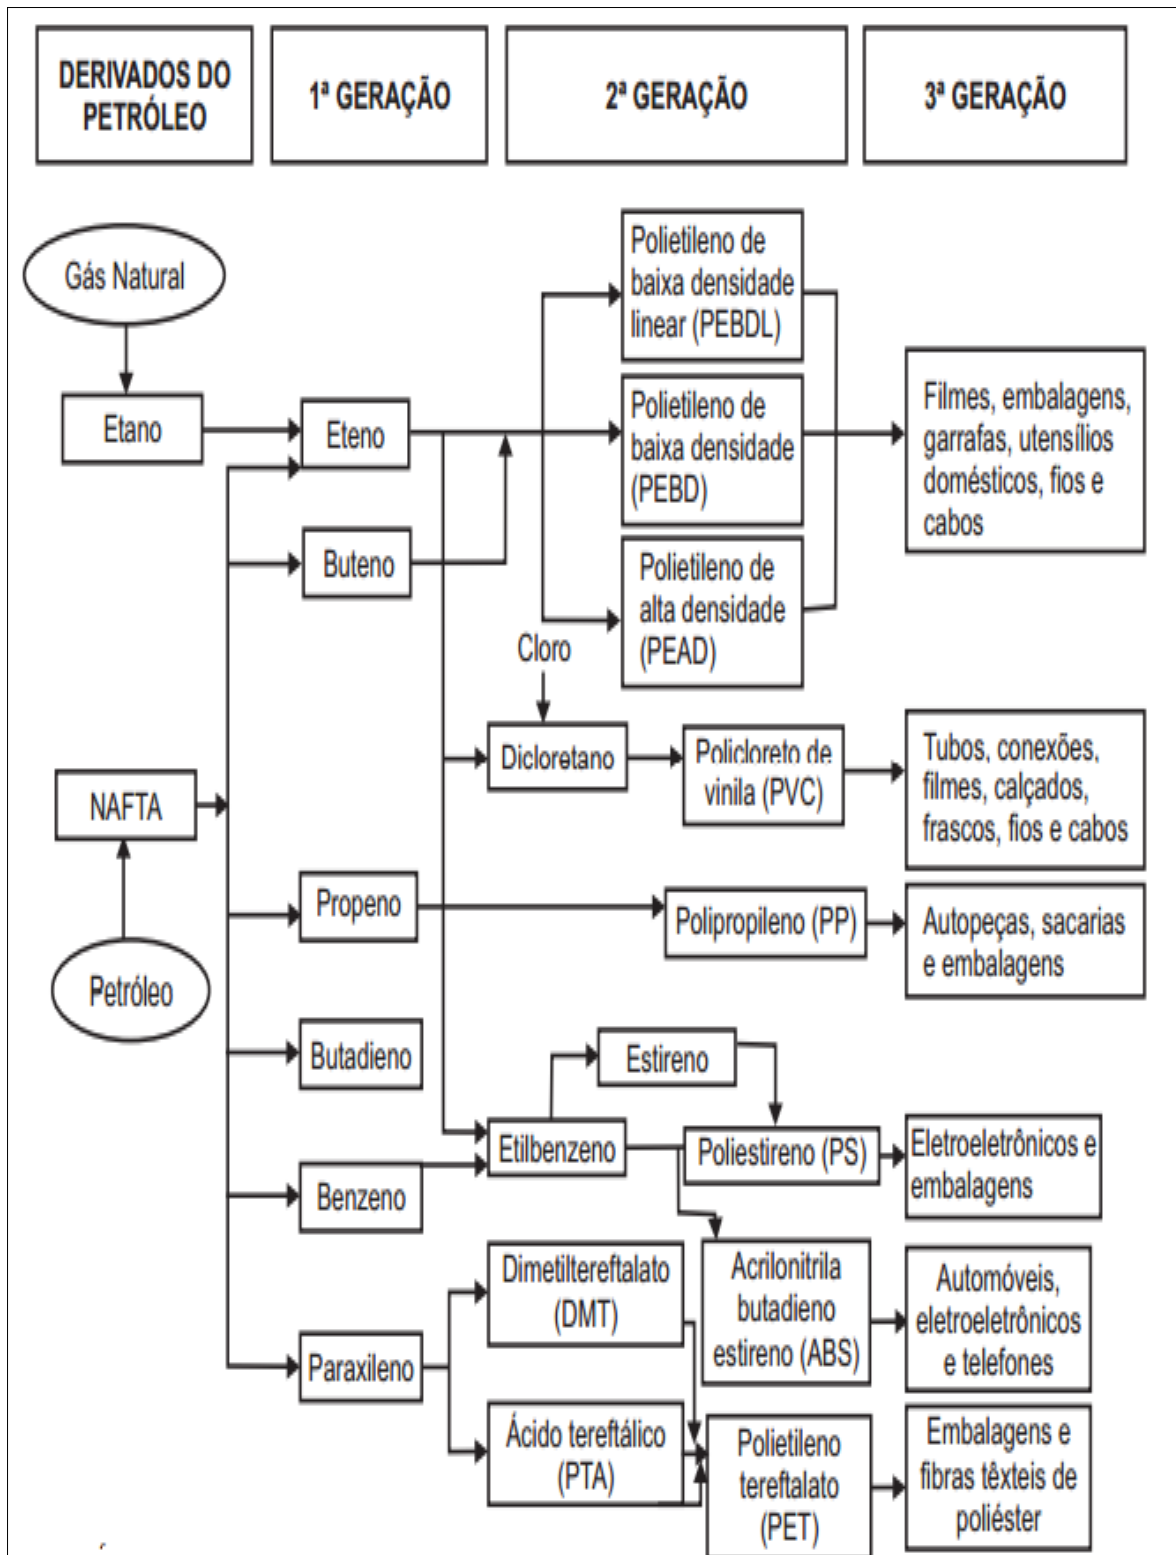 DERIVADOS DO
PETRÓLEO
1ª GERAÇÃO
2ª GERAÇÃO
3ª GERAÇÃO
Gás Natural
Etano
NAFTA
Petróleo
Eteno
Buteno
Propeno
Butadieno
Benzeno
Paraxileno
Polietileno de
baixa densidade
linear (PEBDL)
Polietileno de
baixa densidade
(PEBD)
Polietileno de
alta densidade
(PEAD)
Filmes, embalagens,
garrafas, utensílios
domésticos, fios e
cabos
Cloro
Dicloretano
Policloreto de
vinila (PVC)
Tubos, conexões,
filmes, calçados,
frascos, fios e cabos
Polipropileno (PP)
Autopeças, sacarias
e embalagens
Estireno
Etilbenzeno
Poliestireno (PS)
Eletroeletrônicos e
embalagens
Dimetiltereftalato
(DMT)
Acrilonitrila
butadieno
estireno (ABS)
Automóveis,
eletroeletrônicos
e telefones
Ácido tereftálico
(PTA)
Polietileno
tereftalato
(PET)
Embalagens e
fibras têxteis de
poliéster